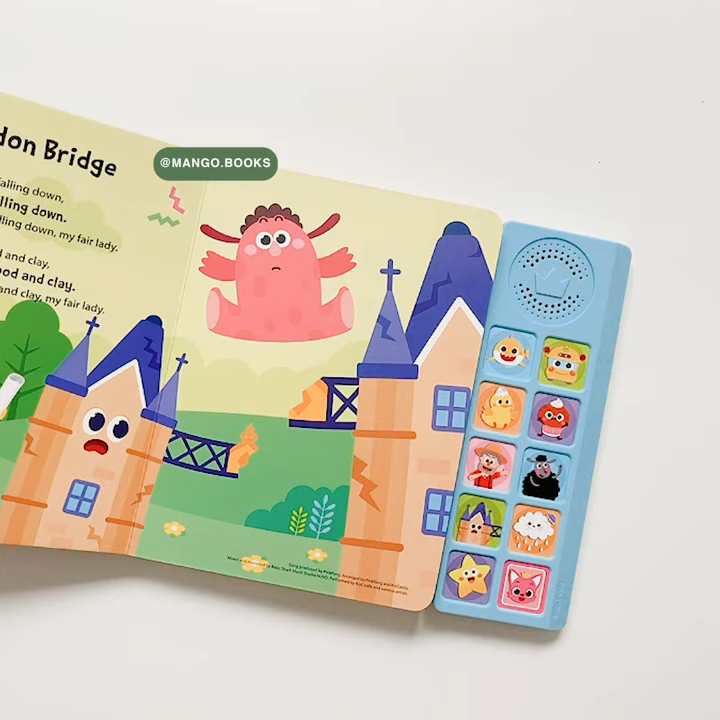 don Bridge
@MANGO.BOOKS
falling down,
lling down.
lling down, my fair lady.
d and clay,
ood and clay.
and clay, my fair lady.